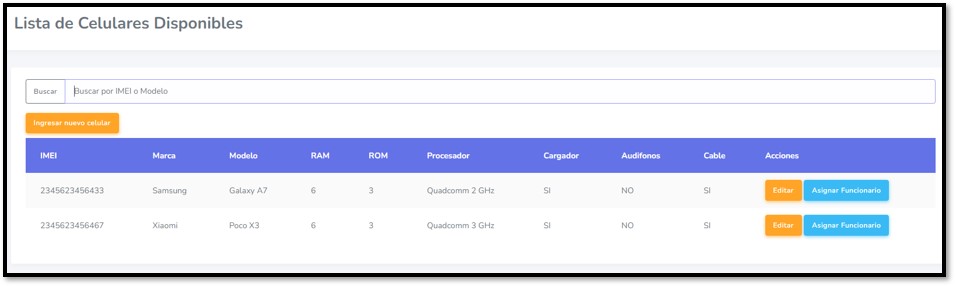 Lista de Celulares Disponibles
Buscar Buscar por IMEI o Modelo
Ingresar nuevo celular
IMEI Marca Modelo RAM ROM Procesador Cargador Audifonos Cable Acciones
2345623456433 Samsung Galaxy A7 6 3 Quadcomm 2 GHz SI NO SI Editar Asignar Funcionario
2345623456467 Xiaomi Poco X3 6 3 Quadcomm 3 GHz SI NO SI Editar Asignar Funcionario